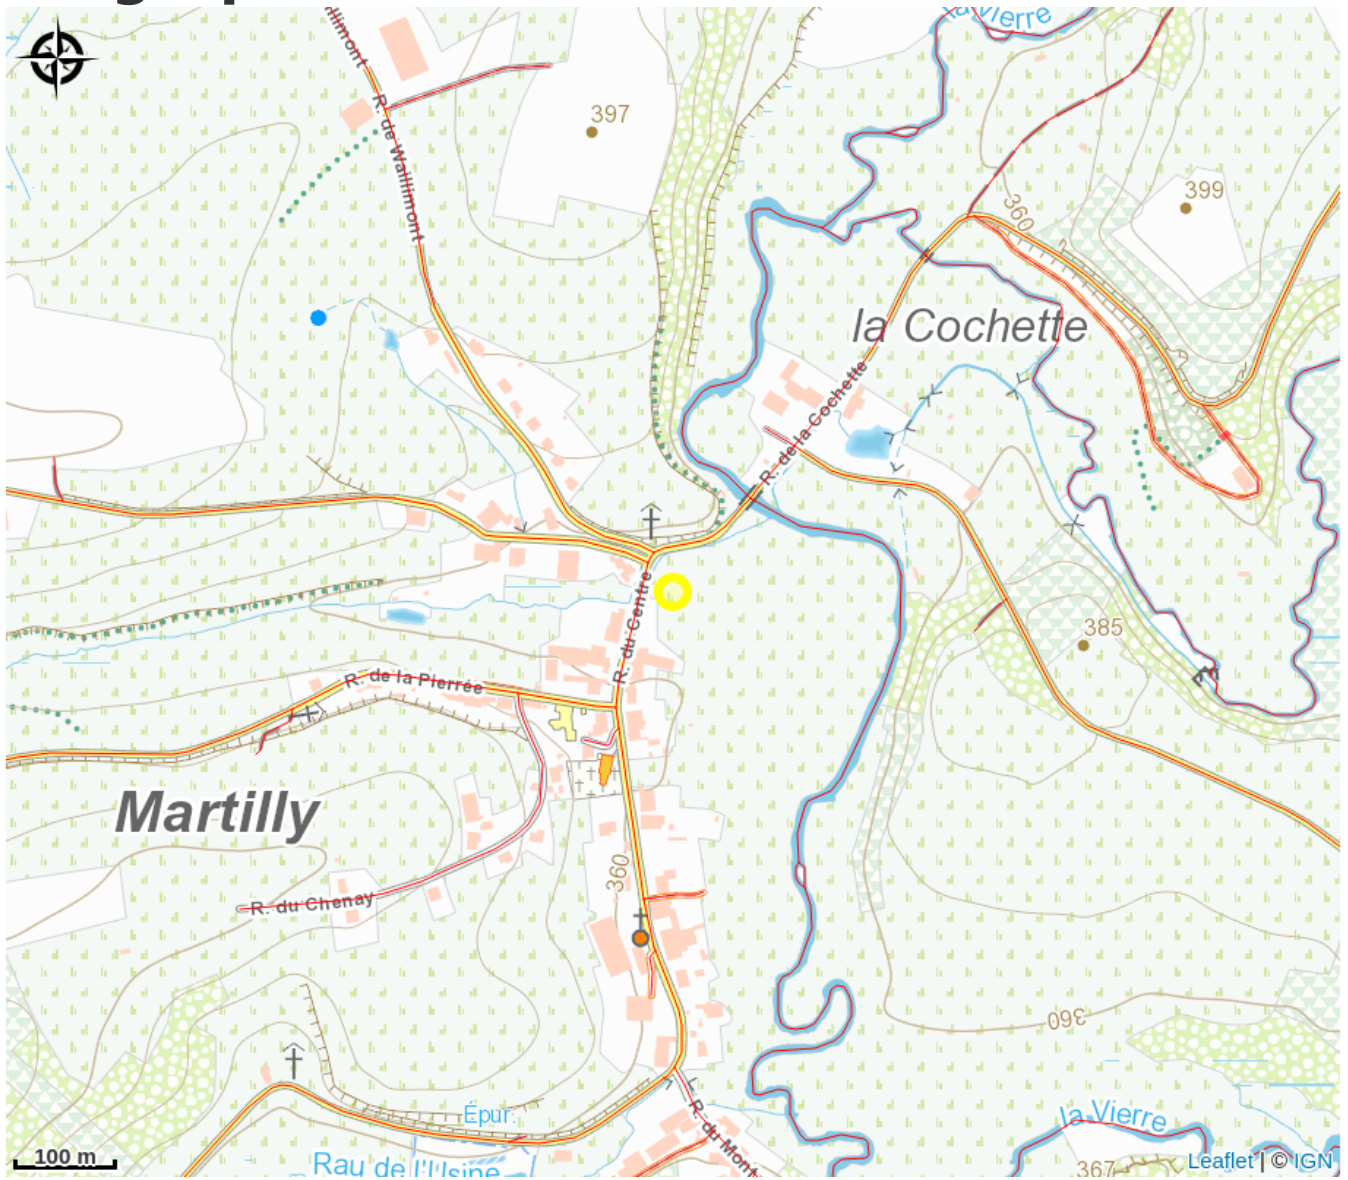 la Vierre
397
R. de Waillimont
399
360
la Cochette
R. de la Cochette
R. du Centre
385
R. de la Pierrée
Martilly
360
R. du Chenay
360
Épur.
la Vierre
R. du Mont
100 m
Rau de l'Usine
367
Leaflet | © IGN